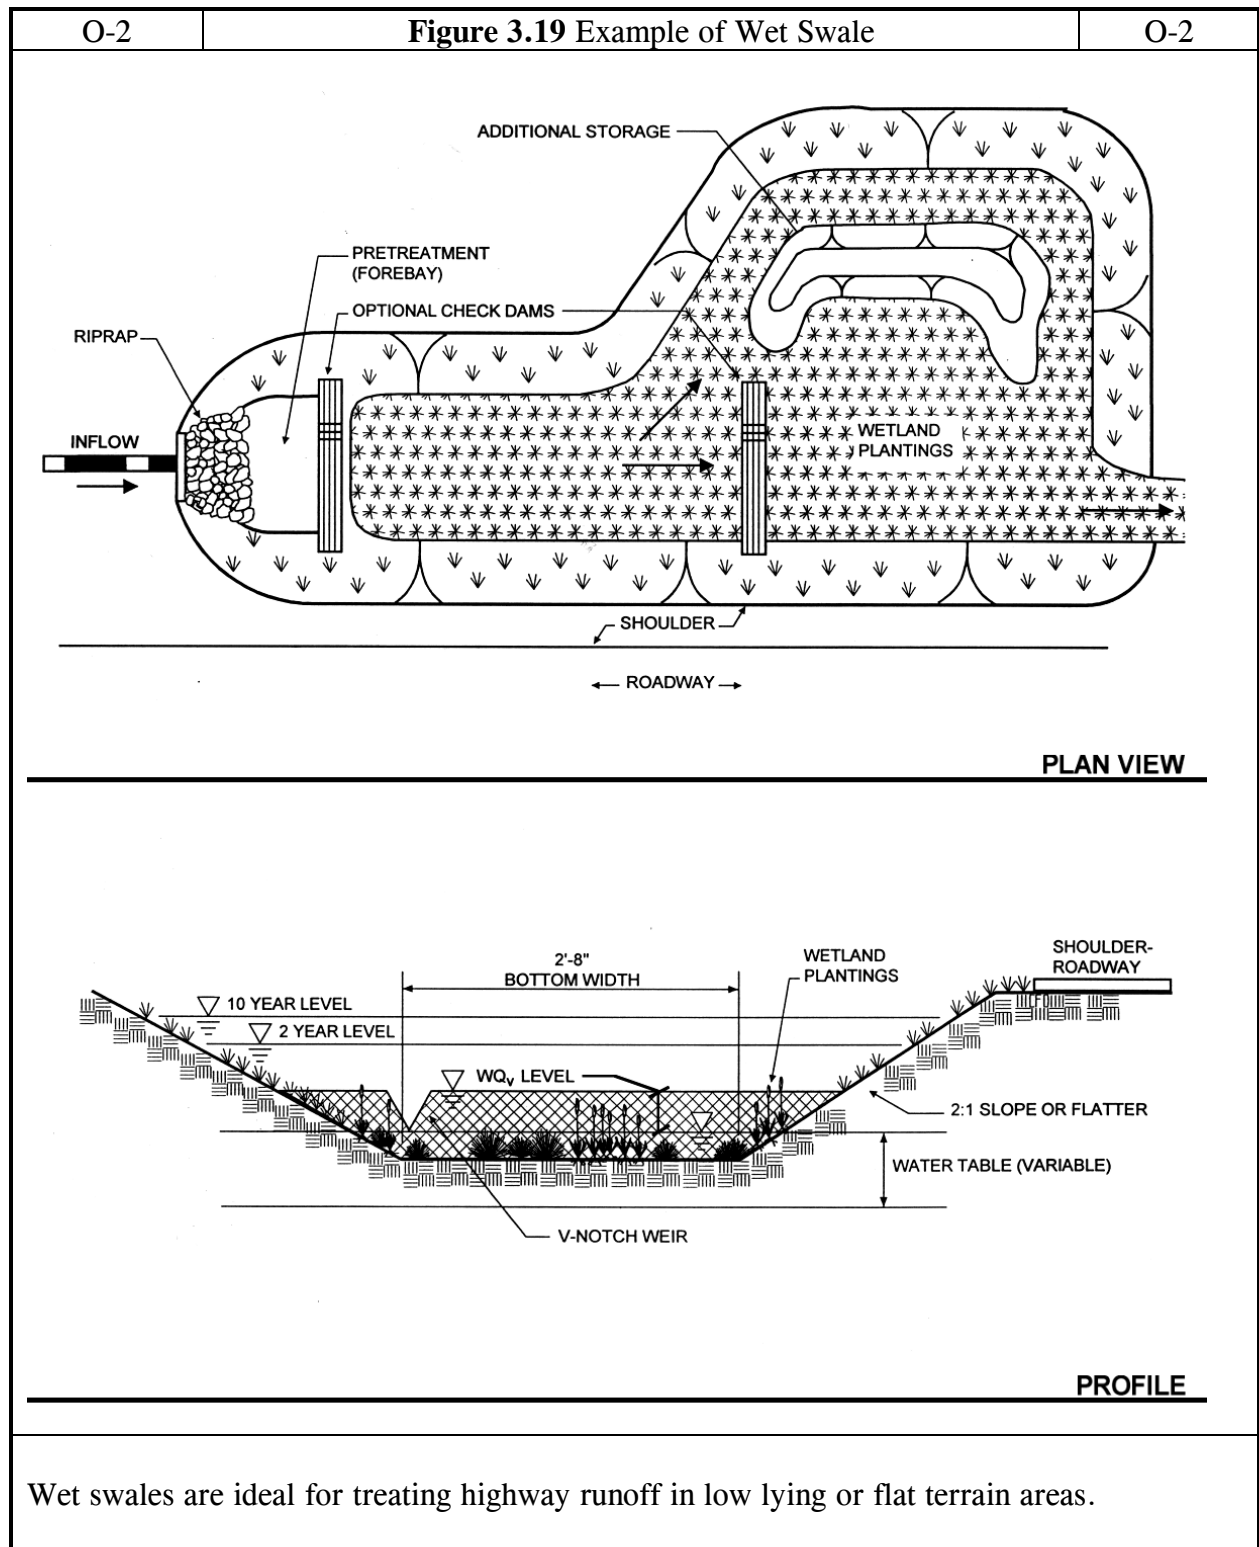 O-2 Figure 3.19 Example of Wet Swale O-2
ADDITIONAL STORAGE
PRETREATMENT
(FOREBAY)
OPTIONAL CHECK DAMS
RIPRAP
INFLOW
WETLAND
PLANTINGS
SHOULDER
ROADWAY
PLAN VIEW
2'-8"
BOTTOM WIDTH
WETLAND
PLANTINGS
SHOULDER-
ROADWAY
10 YEAR LEVEL
2 YEAR LEVEL
WQv LEVEL
2:1 SLOPE OR FLATTER
WATER TABLE (VARIABLE)
V-NOTCH WEIR
PROFILE
Wet swales are ideal for treating highway runoff in low lying or flat terrain areas.